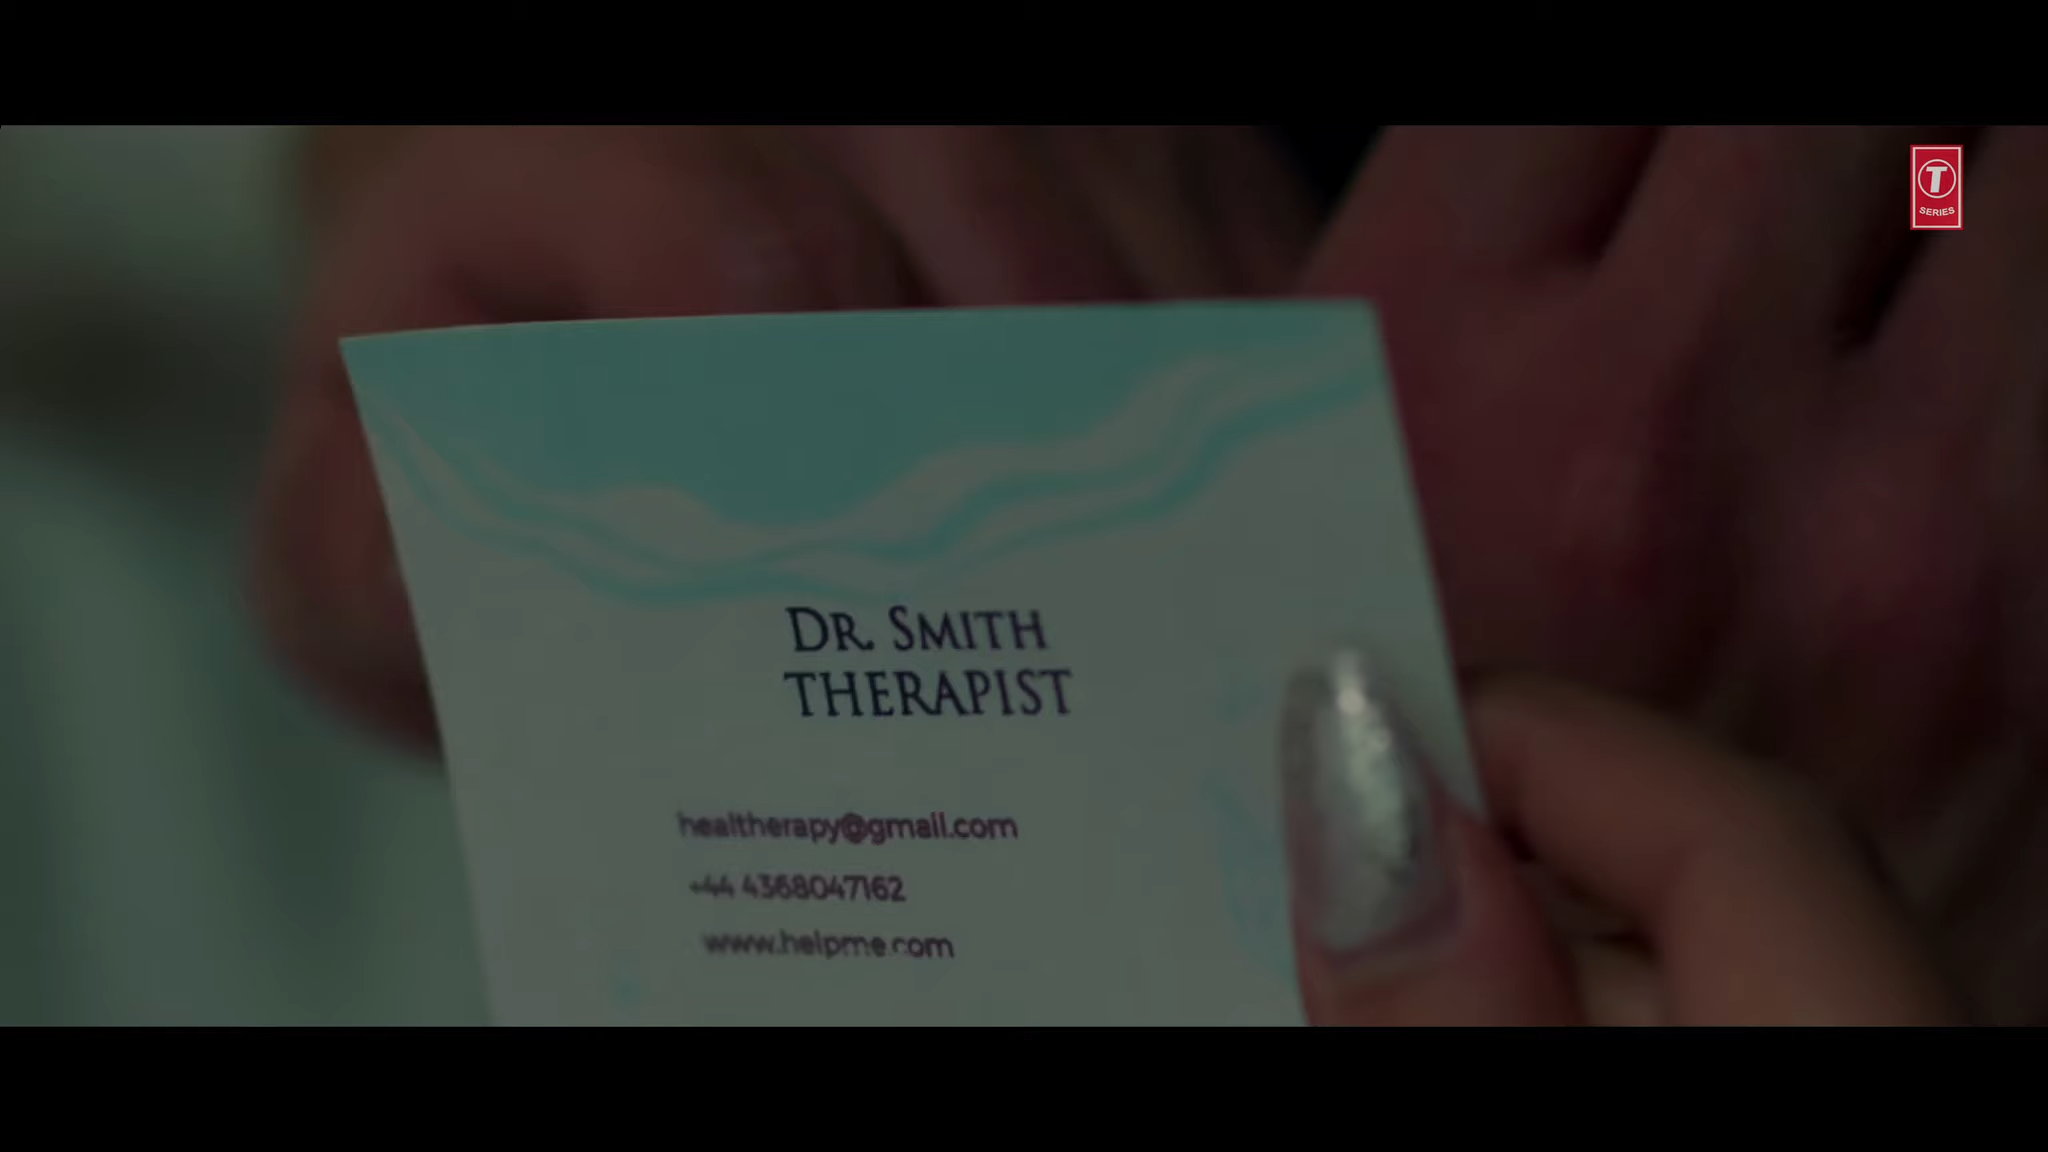 T
SERIES
DR. SMITH
THERAPIST
healtherapy@gmail.com
+44 4368047162
www.helpme.com